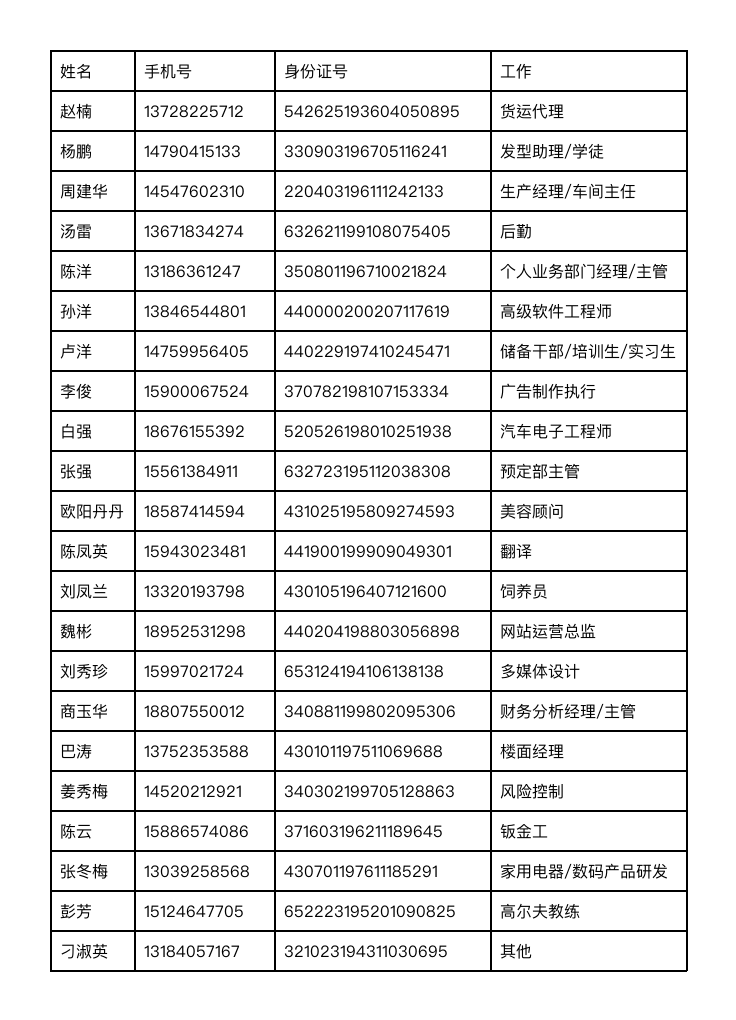 姓名 手机号 身份证号 工作
赵楠 13728225712 542625193604050895 货运代理
杨鹏 14790415133 330903196705116241 发型助理/学徒
周建华 14547602310 220403196111242133 生产经理/车间主任
汤雷 13671834274 632621199108075405 后勤
陈洋 13186361247 350801196710021824 个人业务部门经理/主管
孙洋 13846544801 440000200207117619 高级软件工程师
卢洋 14759956405 440229197410245471 储备干部/培训生/实习生
李俊 15900067524 370782198107153334 广告制作执行
白强 18676155392 520526198010251938 汽车电子工程师
张强 15561384911 632723195112038308 预定部主管
欧阳丹丹 18587414594 431025195809274593 美容顾问
陈凤英 15943023481 441900199909049301 翻译
刘凤兰 13320193798 430105196407121600 饲养员
魏彬 18952531298 440204198803056898 网站运营总监
刘秀珍 15997021724 653124194106138138 多媒体设计
商玉华 18807550012 340881199802095306 财务分析经理/主管
巴涛 13752353588 430101197511069688 楼面经理
姜秀梅 14520212921 340302199705128863 风险控制
陈云 15886574086 371603196211189645 钣金工
张冬梅 13039258568 430701197611185291 家用电器/数码产品研发
彭芳 15124647705 652223195201090825 高尔夫教练
刁淑英 13184057167 321023194311030695 其他